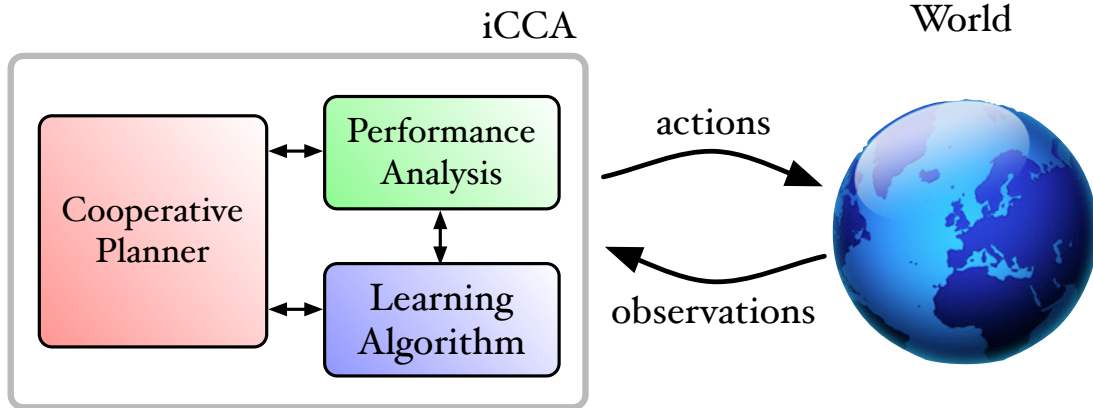 iCCA
World
Performance
Analysis
Cooperative
Planner
Learning
Algorithm
actions
observations